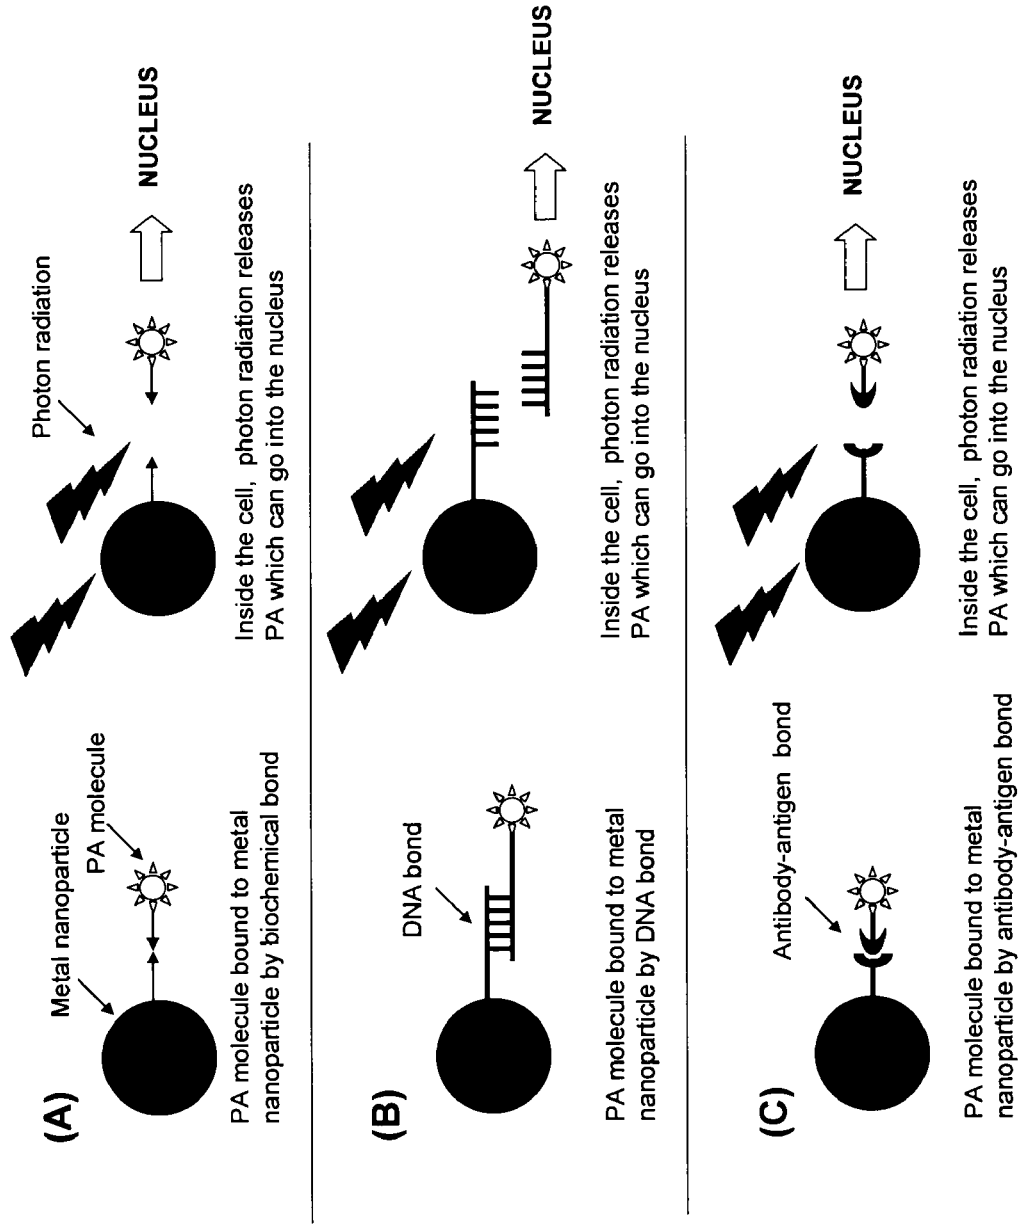 (A)
Metal nanoparticle
PA molecule
Photon radiation
NUCLEUS
PA molecule bound to metal
nanoparticle by biochemical bond
Inside the cell, photon radiation releases
PA which can go into the nucleus
(B)
DNA bond
NUCLEUS
PA molecule bound to metal
nanoparticle by DNA bond
Inside the cell, photon radiation releases
PA which can go into the nucleus
(C)
Antibody-antigen bond
NUCLEUS
PA molecule bound to metal
nanoparticle by antibody-antigen bond
Inside the cell, photon radiation releases
PA which can go into the nucleus